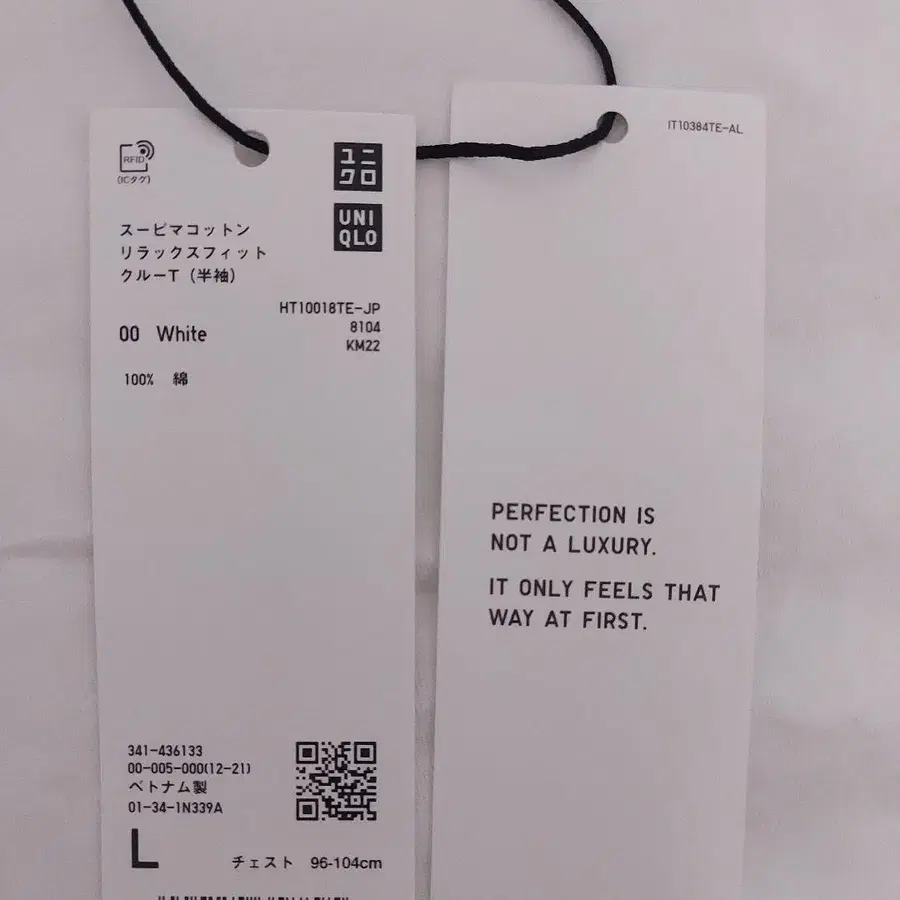 RFID
(ICタグ)
ユニ
クロ
UNI
QLO
スーピマコットン
リラックスフィット
クルーT（半袖）
HT10018TE-JP
8104
KM22
00 White
100% 綿
341-436133
00-005-000(12-21)
ベトナム製
01-34-1N339A
L
チェスト 96-104cm
IT10384TE-AL
PERFECTION IS
NOT A LUXURY.
IT ONLY FEELS THAT
WAY AT FIRST.